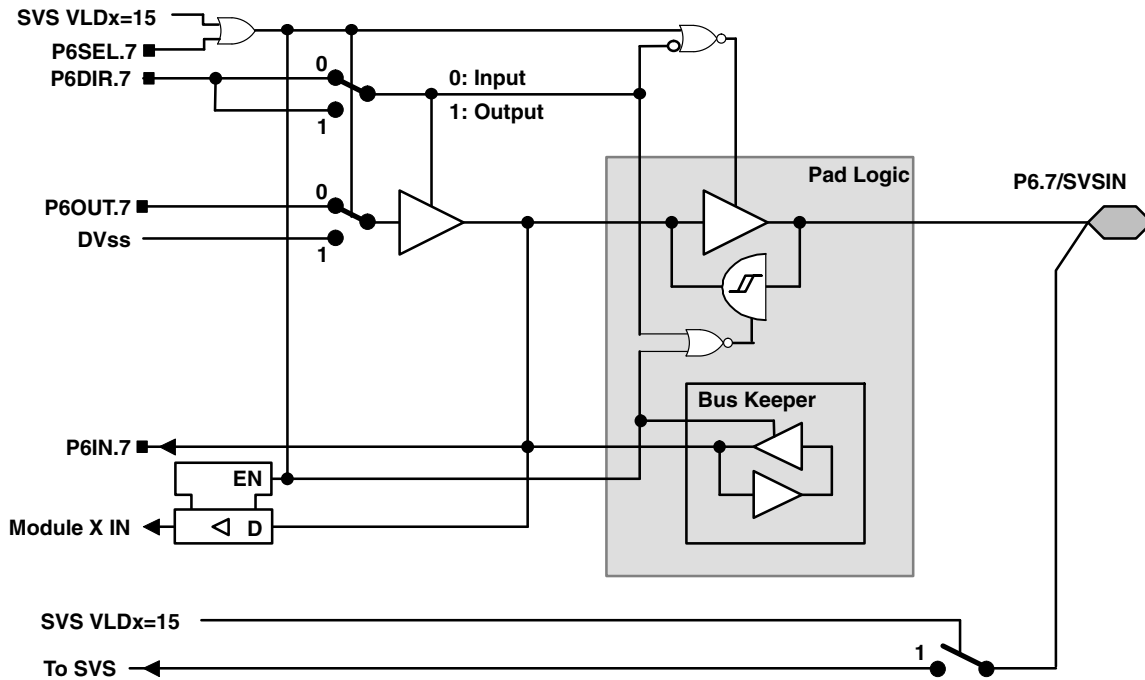 SVS VLDx=15
P6SEL.7
P6DIR.7
0
0: Input
1: Output
1
Pad Logic
P6.7/SVSIN
0
P6OUT.7
DVss
1
Bus Keeper
P6IN.7
EN
Module X IN
D
SVS VLDx=15
1
To SVS